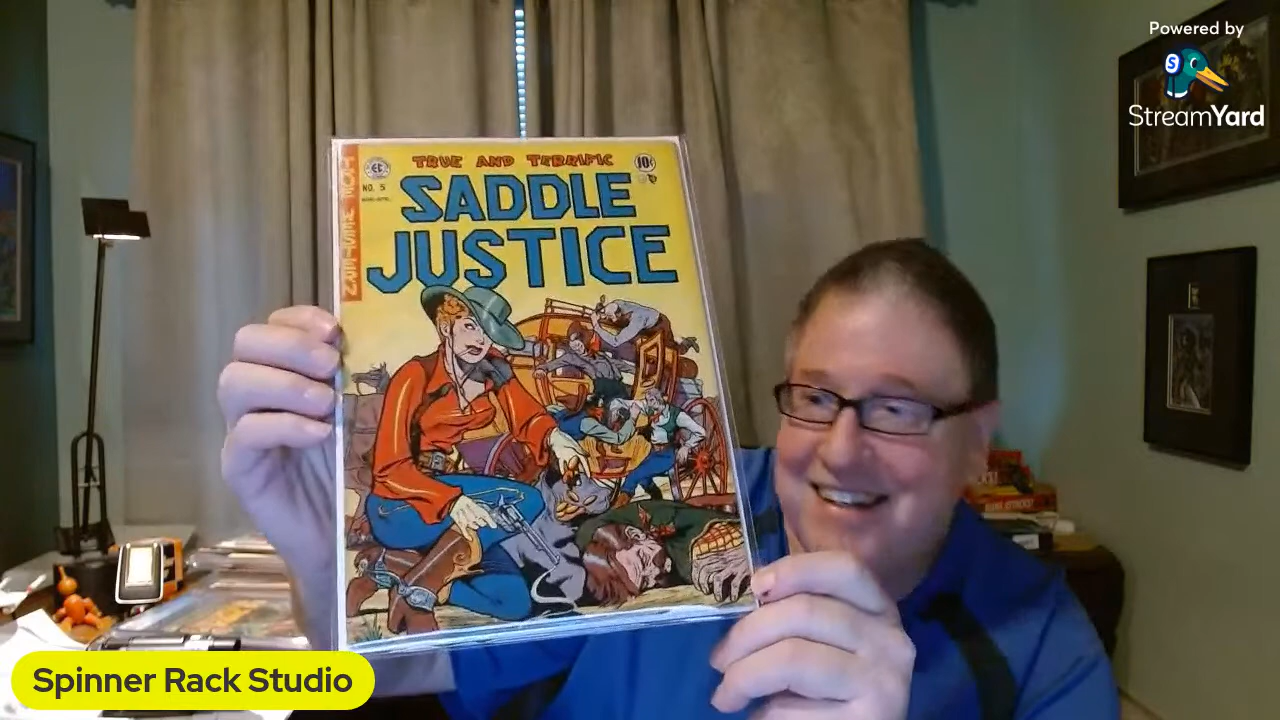 Powered by
S
StreamYard
TRUE AND TERRIFIC
10¢
EC
NO. 5
SADDLE
JUSTICE
Spinner Rack Studio